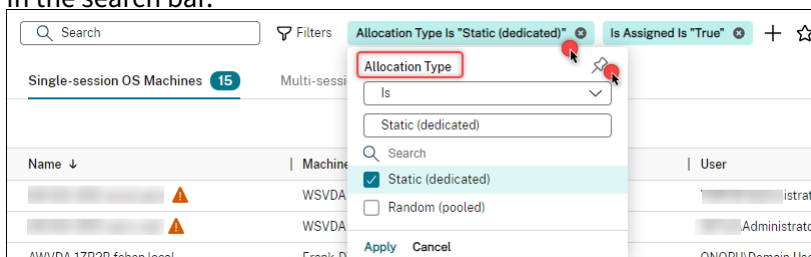 in the search bar.
Search
Filters
Allocation Type Is "Static (dedicated)"
Is Assigned Is "True"
Single-session OS Machines 15
Multi-sessi
Allocation Type
Is
Static (dedicated)
Search
Static (dedicated)
Random (pooled)
Apply Cancel
Name ↓
Machine
User
WSVDA
istrat
WSVDA
.Administrato